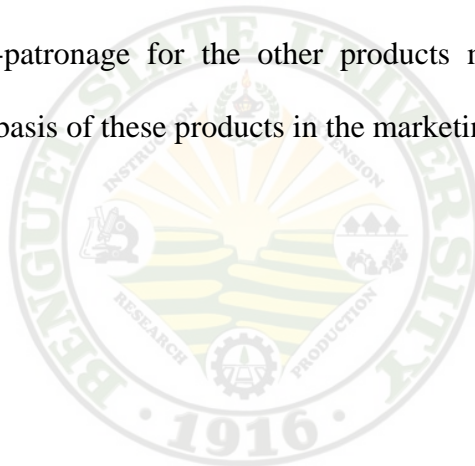 -patronage for the other products
basis of these products in the marketin
BENGUET STATE UNIVERSITY
INSTRUCTION
EXTENSION
RESEARCH
PRODUCTION
· 1916 ·